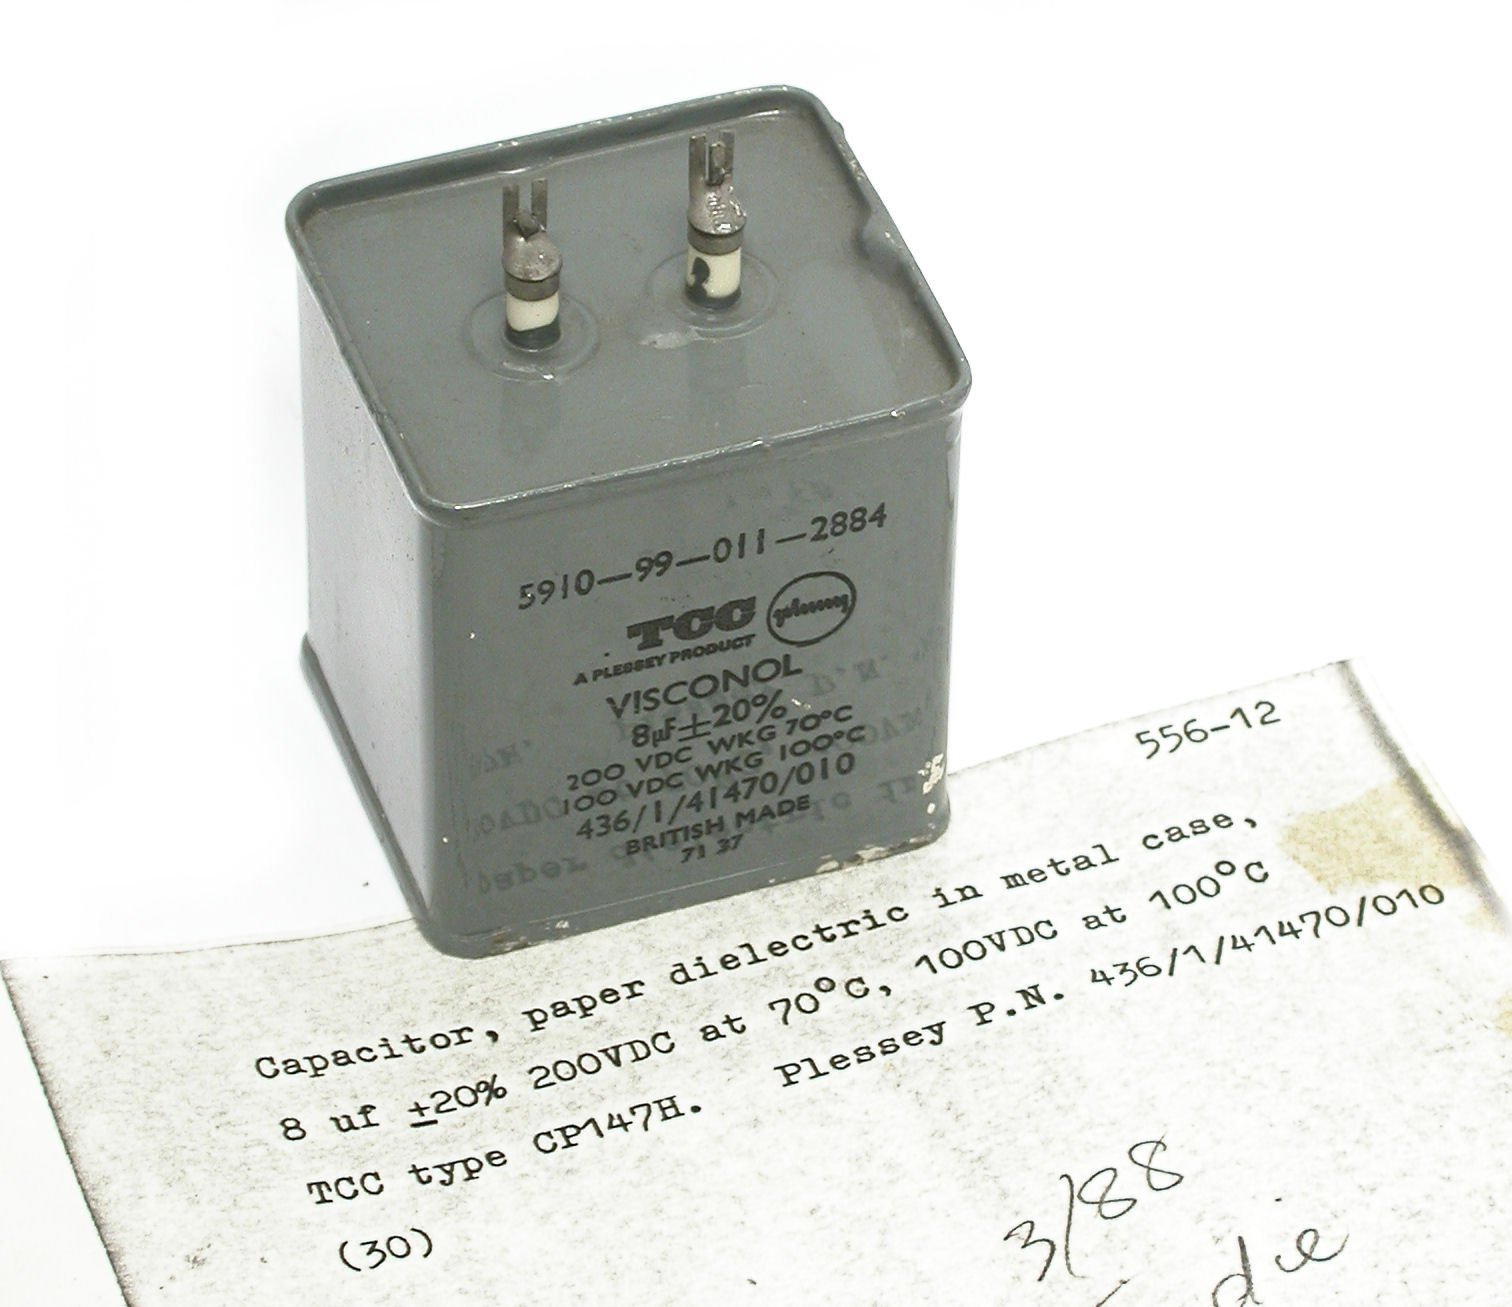 5910—99—011—2884
TCC plessey
A PLESSEY PRODUCT
VISCONOL
8µF±20%
200 VDC WKG 70°C
100 VDC WKG 100°C
436/1/41470/010
BRITISH MADE
71 37
556-12
Capacitor, paper dielectric in metal case,
8 uf ±20% 200VDC at 70°C, 100VDC at 100°C
TCC type CP147H. Plessey P.N. 436/1/41470/010
(30)
3/88
die